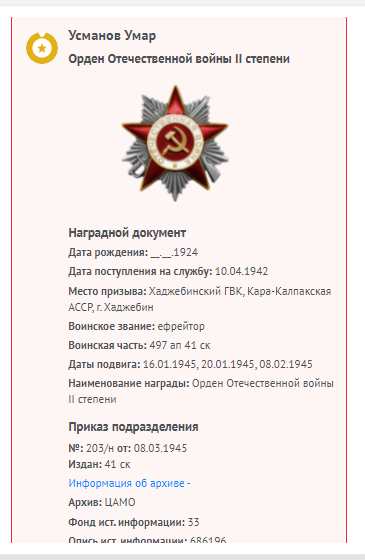 Усманов Умар
Орден Отечественной войны II степени
Наградной документ
Дата рождения: __.__.1924
Дата поступления на службу: 10.04.1942
Место призыва: Хаджебинский ГВК, Кара-Калпакская
АССР, г. Хаджебин
Воинское звание: ефрейтор
Воинская часть: 497 ап 41 ск
Даты подвига: 16.01.1945, 20.01.1945, 08.02.1945
Наименование награды: Орден Отечественной войны
II степени
Приказ подразделения
№: 203/н от: 08.03.1945
Издан: 41 ск
Информация об архиве -
Архив: ЦАМО
Фонд ист. информации: 33
Опись ист. информации: 686196